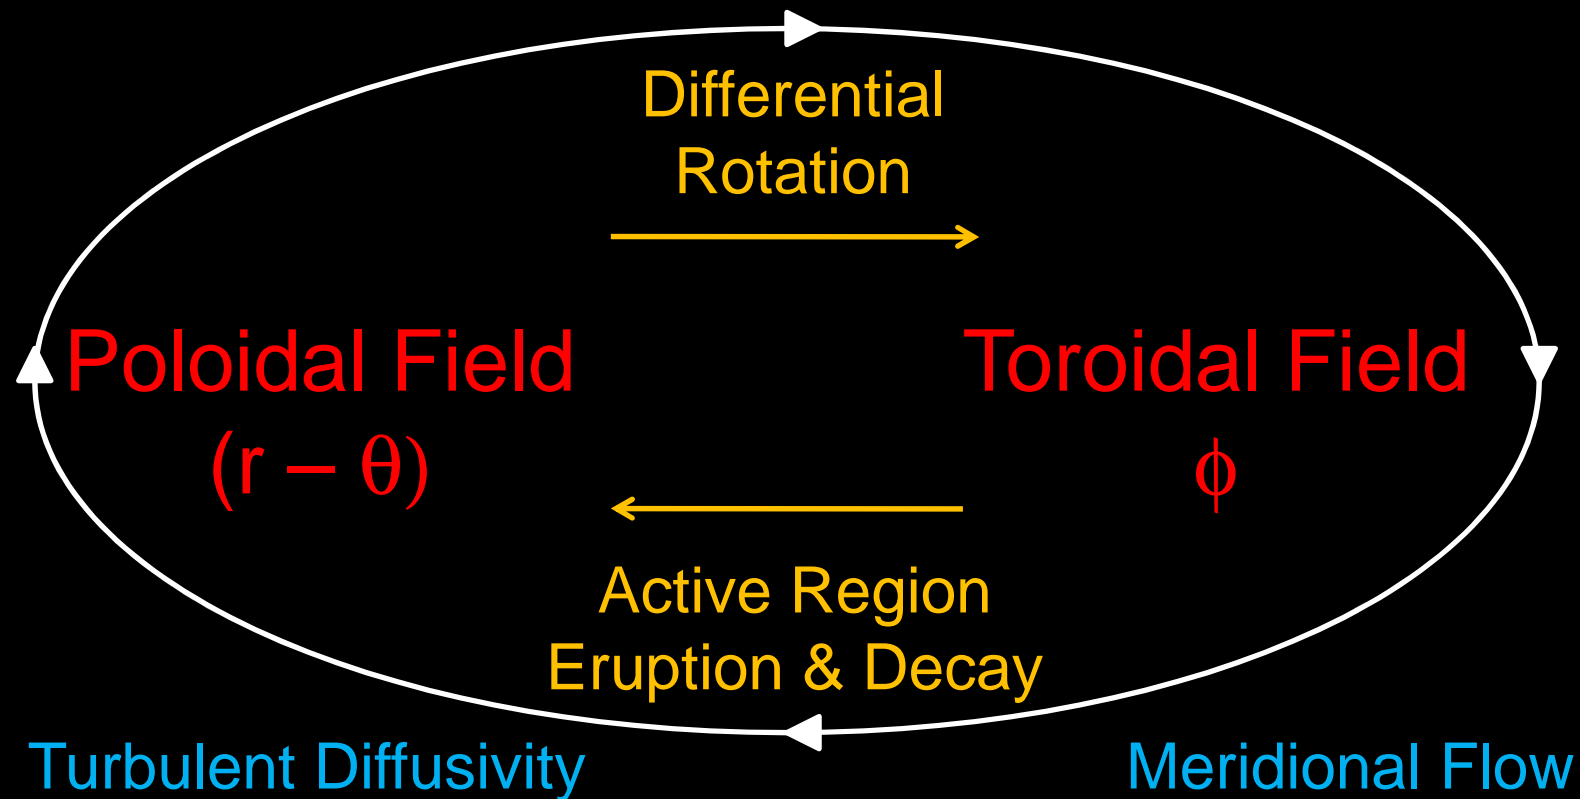 Differential
Rotation
Poloidal Field
(r – θ)
Toroidal Field
ϕ
Active Region
Eruption & Decay
Turbulent Diffusivity
Meridional Flow